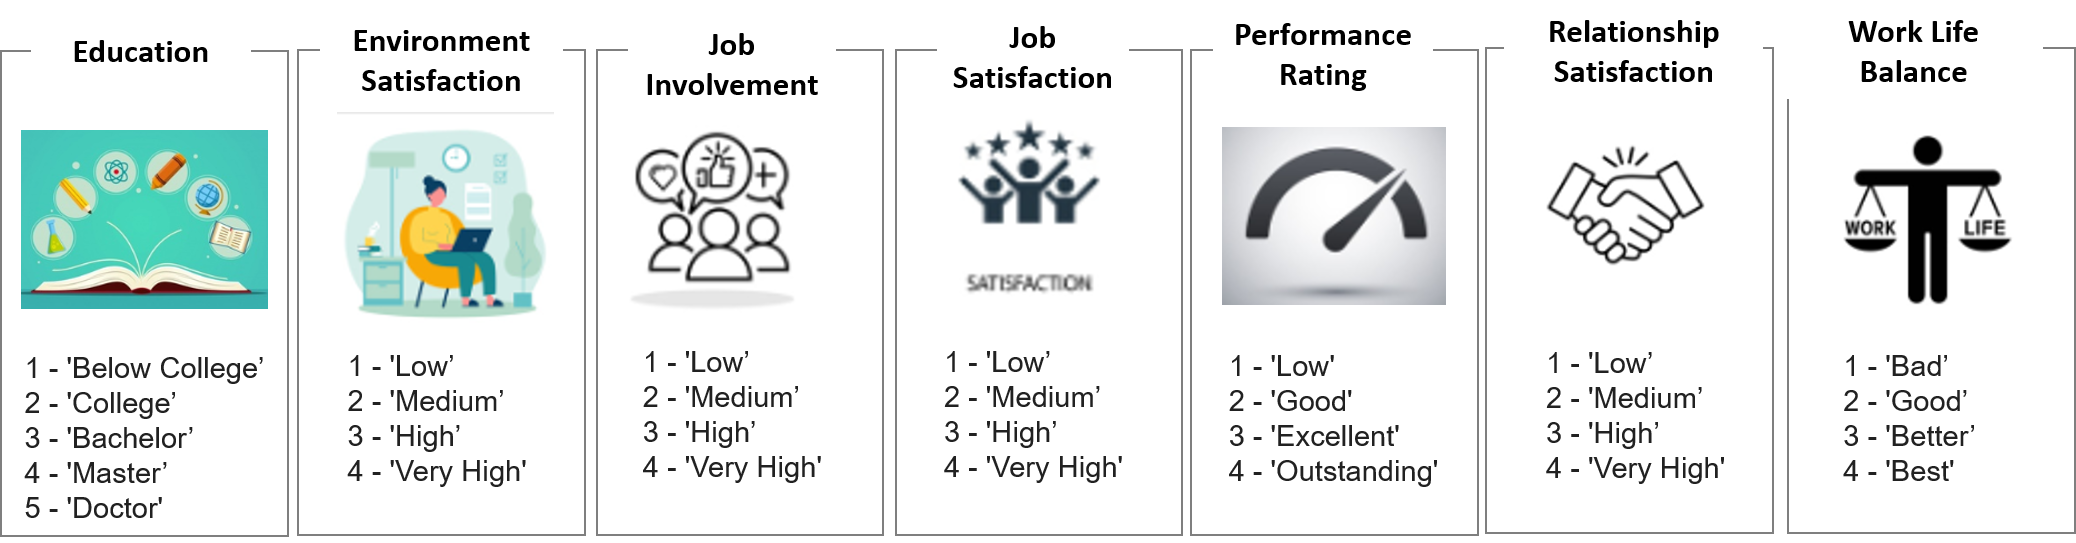 Education
1 - 'Below College’
2 - 'College’
3 - 'Bachelor’
4 - 'Master’
5 - 'Doctor'
Environment
Satisfaction
1 - 'Low’
2 - 'Medium’
3 - 'High’
4 - 'Very High'
Job
Involvement
1 - 'Low’
2 - 'Medium’
3 - 'High’
4 - 'Very High'
Job
Satisfaction
SATISFACTION
1 - 'Low’
2 - 'Medium’
3 - 'High’
4 - 'Very High'
Performance
Rating
1 - 'Low'
2 - 'Good'
3 - 'Excellent'
4 - 'Outstanding'
Relationship
Satisfaction
1 - 'Low’
2 - 'Medium’
3 - 'High’
4 - 'Very High'
Work Life
Balance
WORK LIFE
1 - 'Bad’
2 - 'Good’
3 - 'Better’
4 - 'Best'